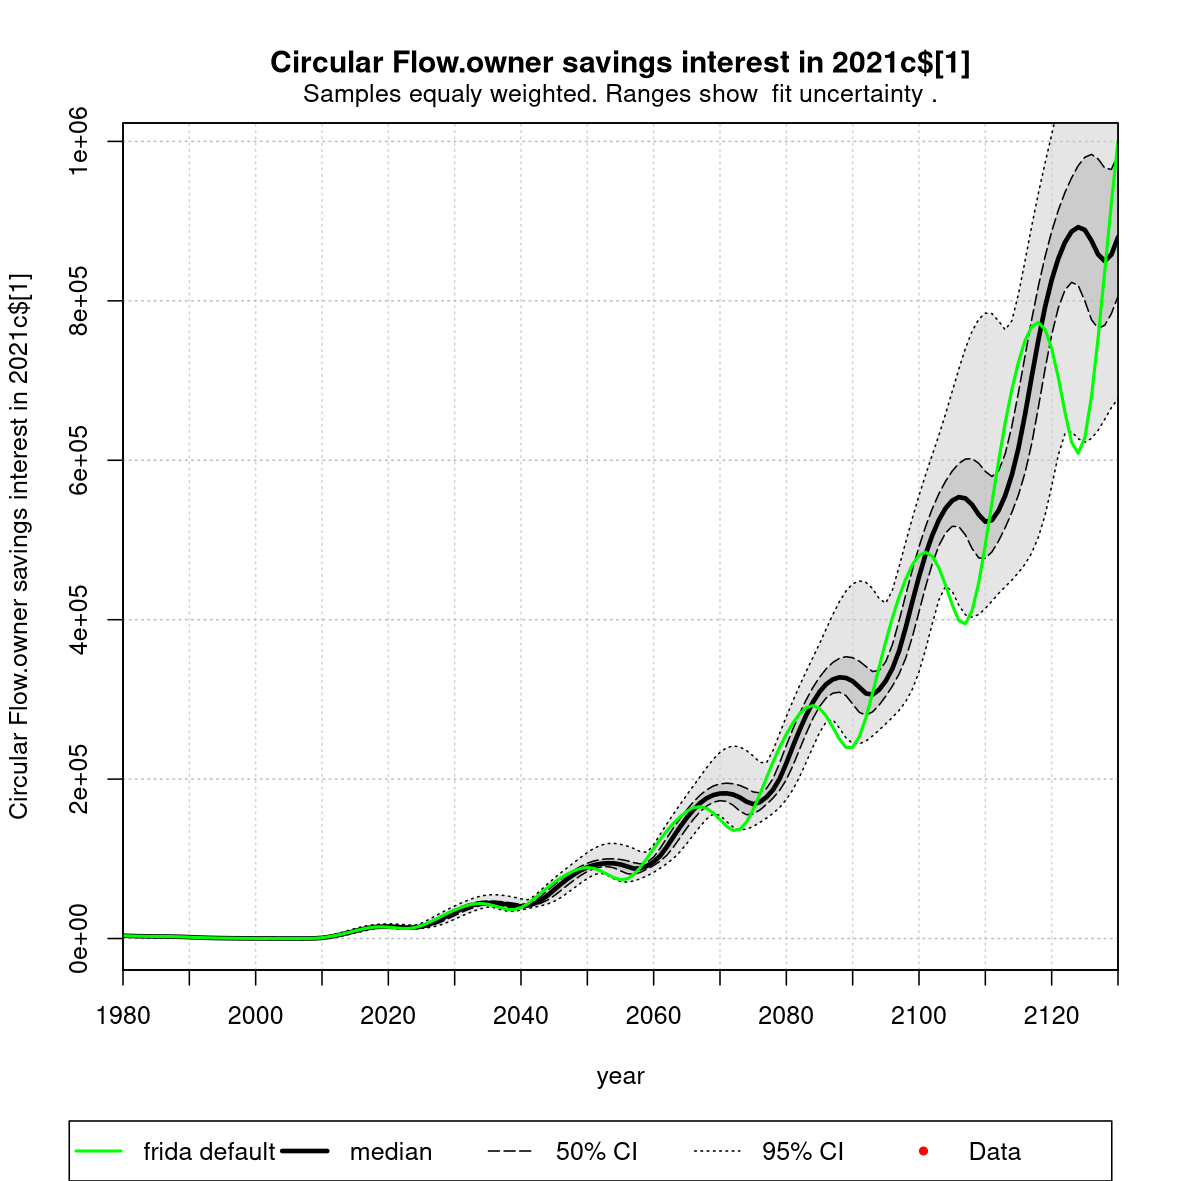 Circular Flow.owner savings interest in 2021c$[1]
Samples equaly weighted. Ranges show  fit uncertainty .
Circular Flow.owner savings interest in 2021c$[1]
1e+06
8e+05
6e+05
4e+05
2e+05
0e+00
1980 2000 2020 2040 2060 2080 2100 2120
year
frida default median 50% CI 95% CI Data